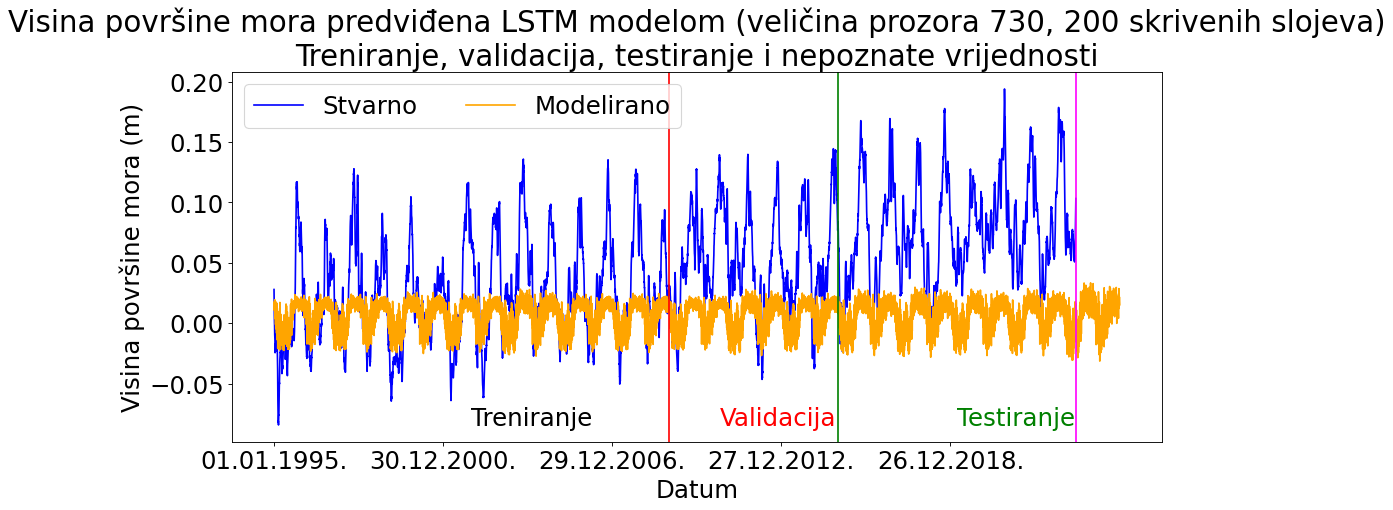 Visina površine mora predviđena LSTM modelom (veličina prozora 730, 200 skrivenih slojeva)
Treniranje, validacija, testiranje i nepoznate vrijednosti
Stvarno
Modelirano
Visina površine mora (m)
0.20
0.15
0.10
0.05
0.00
−0.05
Treniranje
Validacija
Testiranje
01.01.1995.
30.12.2000.
29.12.2006.
27.12.2012.
26.12.2018.
Datum